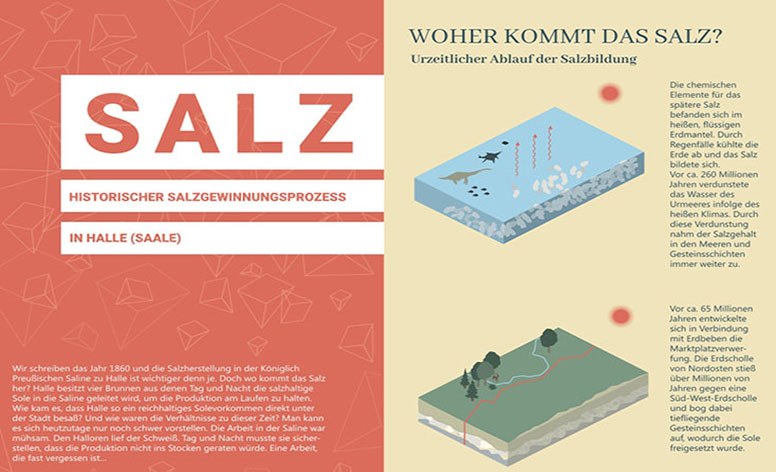 SALZ
HISTORISCHER SALZGEWINNUNGSPROZESS
IN HALLE (SAALE)
Wir schreiben das Jahr 1860 und die Salzherstellung in der Königlich
Preußischen Saline zu Halle ist wichtiger denn je. Doch wo kommt das Salz
her? Halle besitzt vier Brunnen aus denen Tag und Nacht die salzhaltige
Sole in die Saline geleitet wird, um die Produktion am Laufen zu halten.
Wie kam es, dass Halle so ein reichhaltiges Solevorkommen direkt unter
der Stadt besaß? Und wie waren die Verhältnisse zu dieser Zeit? Man kann
es sich heutzutage nur noch schwer vorstellen. Die Arbeit in der Saline war
mühsam. Den Halloren lief der Schweiß. Tag und Nacht musste sie sicher-
stellen, dass die Produktion nicht ins Stocken geraten würde. Eine Arbeit,
die fast vergessen ist...
WOHER KOMMT DAS SALZ?
Urzeitlicher Ablauf der Salzbildung
Die chemischen
Elemente für das
spätere Salz
befanden sich im
heißen, flüssigen
Erdmantel. Durch
Regenfälle kühlte die
Erde ab und das Salz
bildete sich.
Vor ca. 260 Millionen
Jahren verdunstete
das Wasser des
Urmeeres infolge des
heißen Klimas. Durch
diese Verdunstung
nahm der Salzgehalt
in den Meeren und
Gesteinsschichten
immer weiter zu.
Vor ca. 65 Millionen
Jahren entwickelte
sich in Verbindung
mit Erdbeben die
Marktplatzverwer-
fung. Die Erdscholle
von Nordosten stieß
über Millionen von
Jahren gegen eine
Süd-West-Erdscholle
und bog dabei
tiefliegende
Gesteinsschichten
auf, wodurch die Sole
freigesetzt wurde.